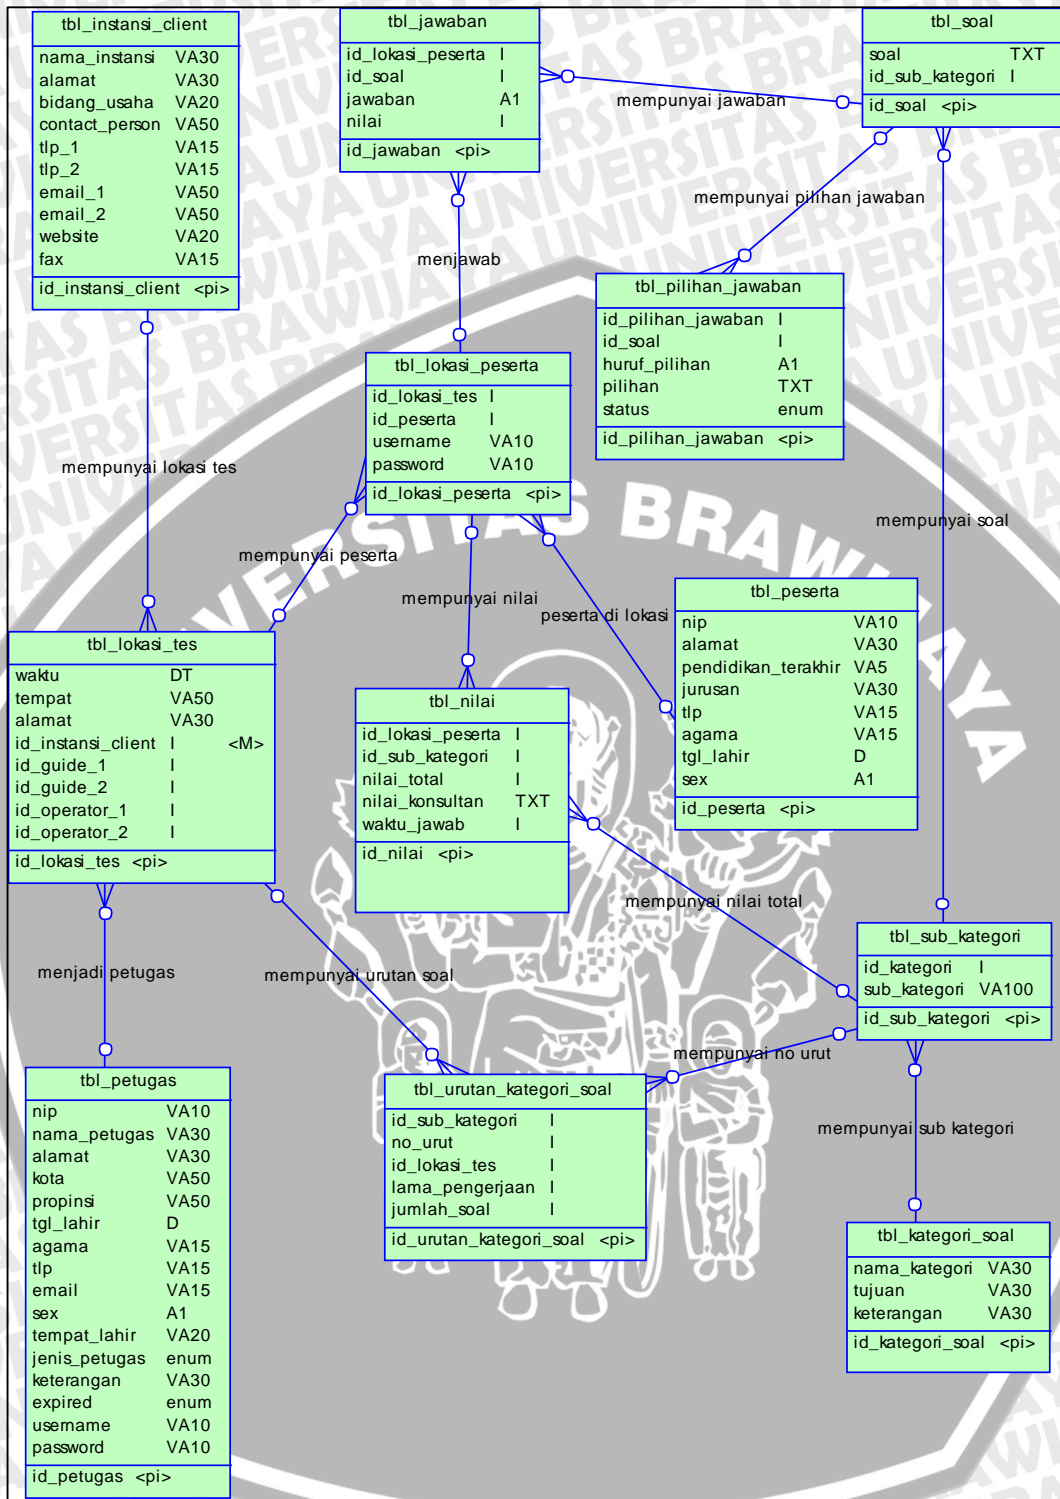 tbl_instansi_client
nama_instansi VA30
alamat VA30
bidang_usaha VA20
contact_person VA50
tlp_1 VA15
tlp_2 VA15
email_1 VA50
email_2 VA50
website VA20
fax VA15
id_instansi_client <pi>
tbl_jawaban
id_lokasi_peserta I
id_soal I
jawaban A1
nilai I
id_jawaban <pi>
tbl_soal
soal TXT
id_sub_kategori I
id_soal <pi>
mempunyai jawaban
mempunyai pilihan jawaban
menjawab
tbl_pilihan_jawaban
id_pilihan_jawaban I
id_soal I
huruf_pilihan A1
pilihan TXT
status enum
id_pilihan_jawaban <pi>
tbl_lokasi_peserta
id_lokasi_tes I
id_peserta I
username VA10
password VA10
id_lokasi_peserta <pi>
mempunyai lokasi tes
mempunyai soal
mempunyai peserta
mempunyai nilai
peserta di lokasi
UNIVERSITAS BRAWIJAYA
tbl_peserta
nip VA10
alamat VA30
pendidikan_terakhir VA5
jurusan VA30
tlp VA15
agama VA15
tgl_lahir D
sex A1
id_peserta <pi>
tbl_lokasi_tes
waktu DT
tempat VA50
alamat VA30
id_instansi_client I <M>
id_guide_1 I
id_guide_2 I
id_operator_1 I
id_operator_2 I
id_lokasi_tes <pi>
tbl_nilai
id_lokasi_peserta I
id_sub_kategori I
nilai_total I
nilai_konsultan TXT
waktu_jawab I
id_nilai <pi>
mempunyai nilai total
menjadi petugas
mempunyai urutan soal
tbl_sub_kategori
id_kategori I
sub_kategori VA100
id_sub_kategori <pi>
mempunyai no urut
tbl_petugas
nip VA10
nama_petugas VA30
alamat VA30
kota VA50
propinsi VA50
tgl_lahir D
agama VA15
tlp VA15
email VA15
sex A1
tempat_lahir VA20
jenis_petugas enum
keterangan VA30
expired enum
username VA10
password VA10
id_petugas <pi>
tbl_urutan_kategori_soal
id_sub_kategori I
no_urut I
id_lokasi_tes I
lama_pengerjaan I
jumlah_soal I
id_urutan_kategori_soal <pi>
mempunyai sub kategori
tbl_kategori_soal
nama_kategori VA30
tujuan VA30
keterangan VA30
id_kategori_soal <pi>